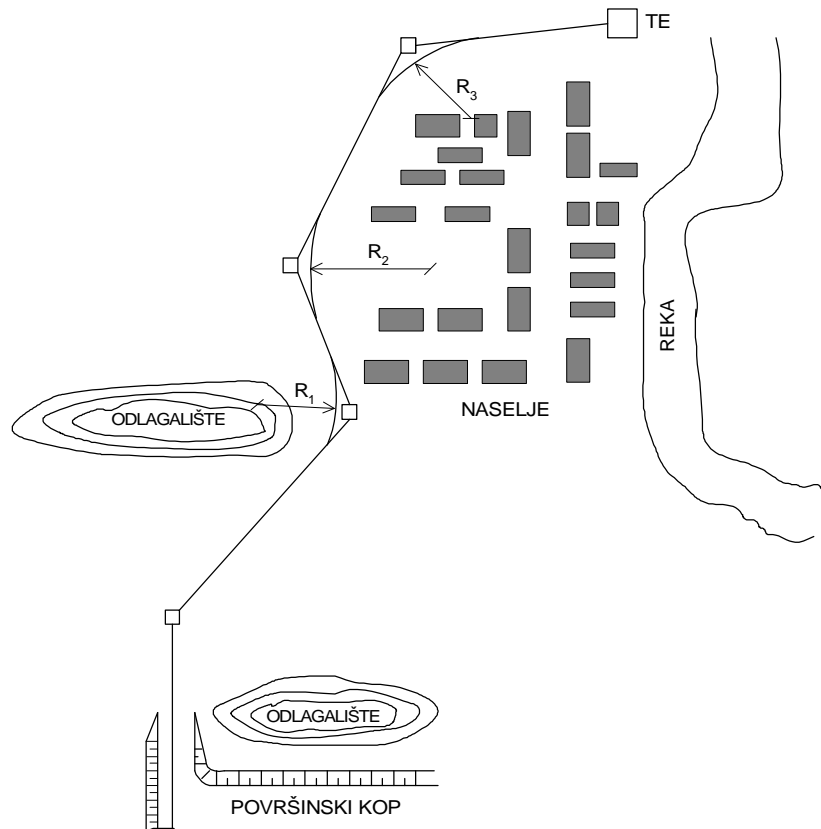 TE
R3
R2
REKA
R1
ODLAGALIŠTE
NASELJE
ODLAGALIŠTE
POVRŠINSKI KOP